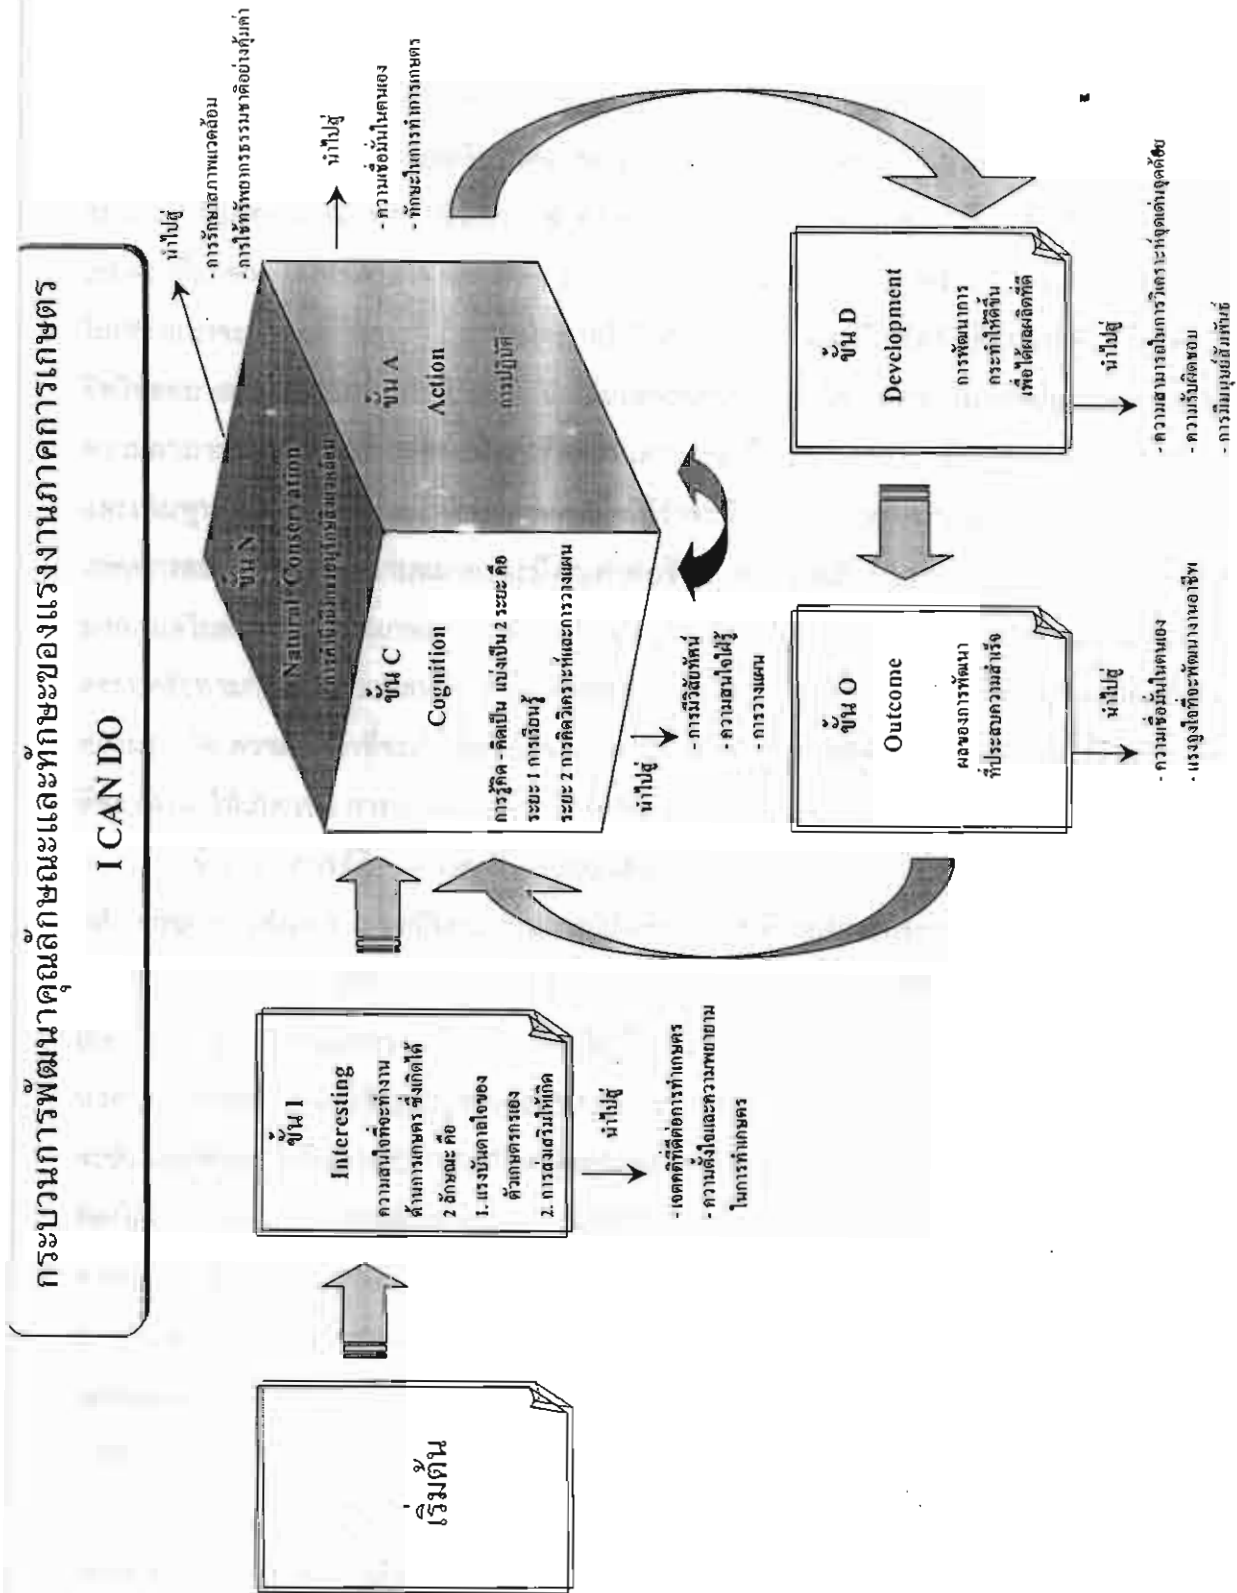 กระบวนการพัฒนาคุณลักษณะและทักษะของแรงงานภาคการเกษตร
I CAN DO
เริ่มต้น
ขั้น I
Interesting
ความสนใจที่จะทำงาน
ด้านการเกษตร ซึ่งเกิดได้
2 ลักษณะ คือ
1. แรงบันดาลใจของ
ตัวเกษตรกรเอง
2. การส่งเสริมให้เกิด
นำไปสู่
- เจตคติที่ดีต่อการทำเกษตร
- ความตั้งใจและความพยายาม
ในการทำเกษตร
ขั้น N
Natural Conservation
การคำนึงถึงการอนุรักษ์สิ่งแวดล้อม
นำไปสู่
- การรักษาสภาพแวดล้อม
- การใช้ทรัพยากรธรรมชาติอย่างคุ้มค่า
ขั้น C
Cognition
การรู้คิด - คิดเป็น แบ่งเป็น 2 ระยะ คือ
ระยะ 1 การเรียนรู้
ระยะ 2 การคิดวิเคราะห์และการวางแผน
นำไปสู่
- การมีวิสัยทัศน์
- ความสนใจใฝ่รู้
- การวางแผน
ขั้น A
Action
การปฏิบัติ
นำไปสู่
- ความเชื่อมั่นในตนเอง
- ทักษะในการทำการเกษตร
ขั้น D
Development
การพัฒนาการ
กระทำให้ดีขึ้น
เพื่อได้ผลผลิตที่ดี
นำไปสู่
- ความสามารถในการวิเคราะห์จุดเด่นจุดด้อย
- ความรับผิดชอบ
- การมีมนุษย์สัมพันธ์
ขั้น O
Outcome
ผลของการพัฒนา
ที่ประสบความสำเร็จ
นำไปสู่
- ความเชื่อมั่นในตนเอง
- แรงจูงใจที่จะพัฒนางานอาชีพ